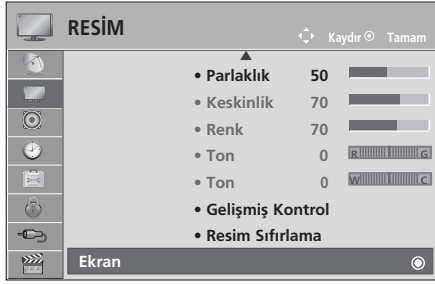 RESİM
Kaydır Tamam
• Parlaklık 50
• Keskinlik 70
• Renk 70
• Ton 0 R G
• Ton 0 W C
• Gelişmiş Kontrol
• Resim Sıfırlama
Ekran